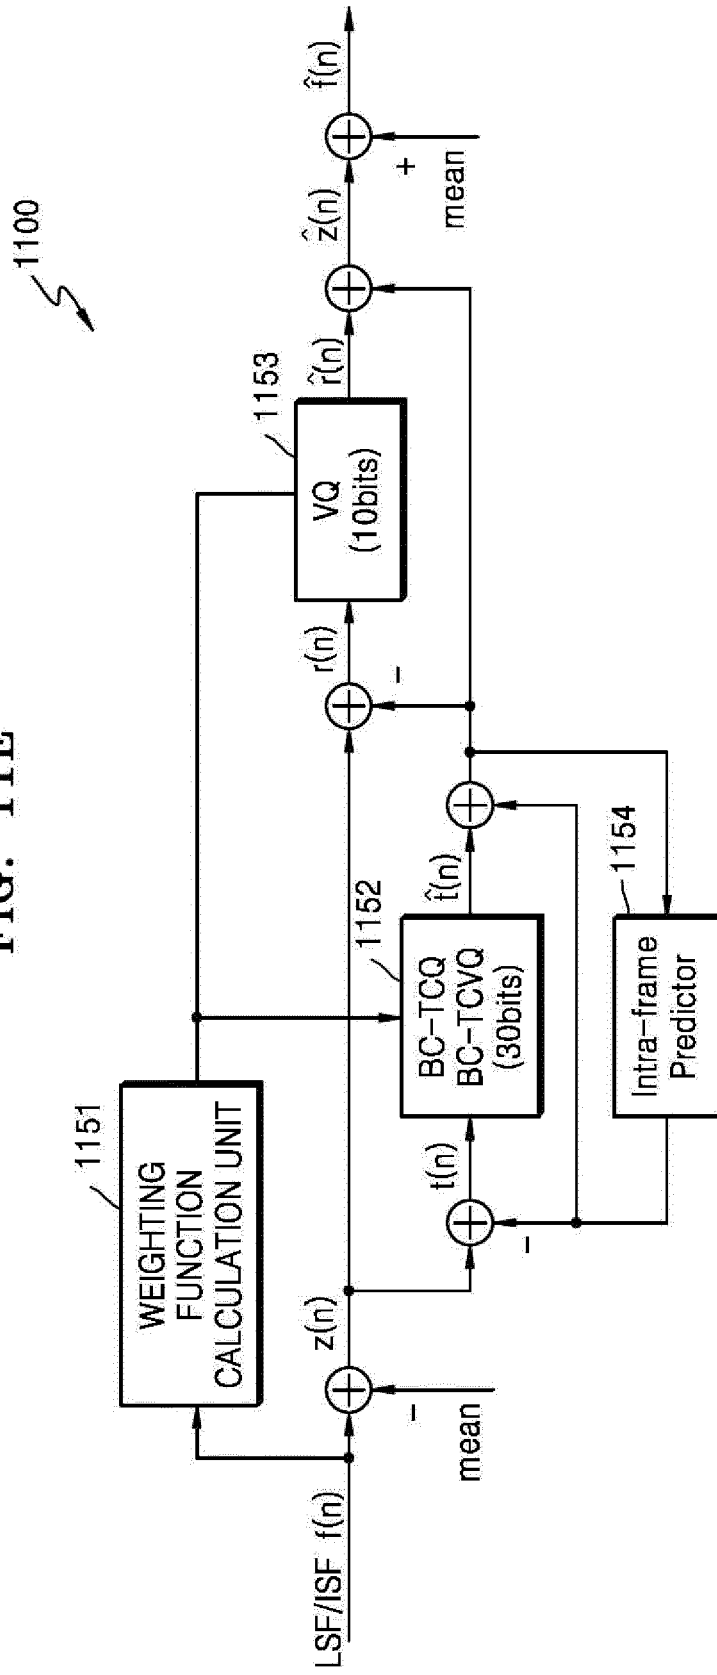 FIG. 11E
1100
LSF/ISF f(n)
mean
−
z(n)
WEIGHTING
FUNCTION
CALCULATION UNIT
1151
t(n)
−
BC-TCQ
BC-TCVQ
(30bits)
1152
t̂(n)
Intra-frame
Predictor
1154
r(n)
−
VQ
(10bits)
1153
r̂(n)
ẑ(n)
+
mean
f̂(n)